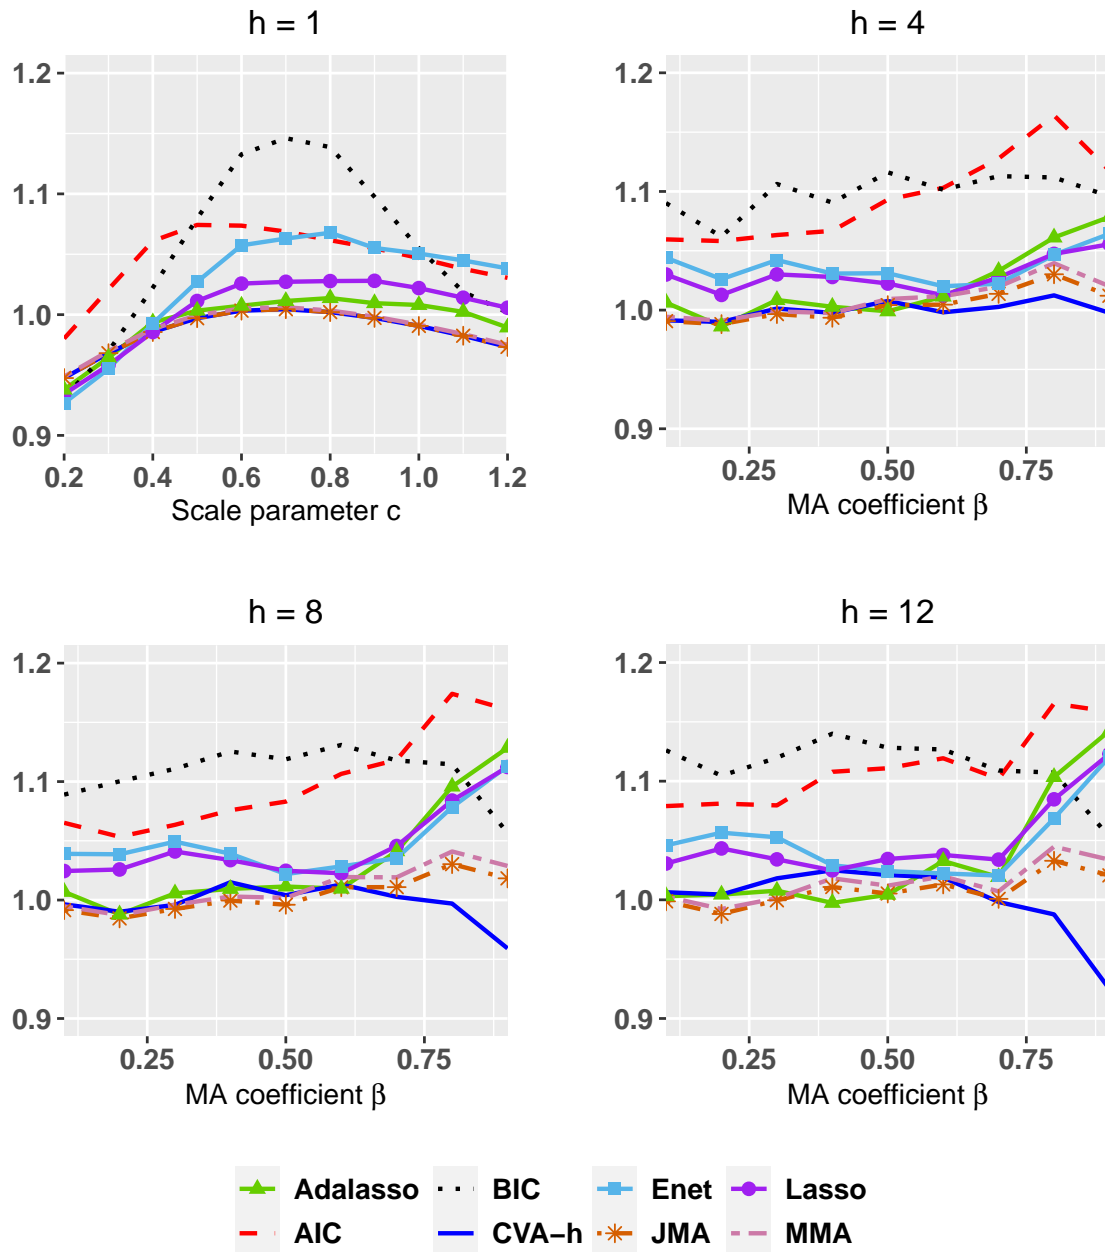 h = 1
1.2
1.1
1.0
0.9
0.2 0.4 0.6 0.8 1.0 1.2
Scale parameter c
h = 4
1.2
1.1
1.0
0.9
0.25 0.50 0.75
MA coefficient β
h = 8
1.2
1.1
1.0
0.9
0.25 0.50 0.75
MA coefficient β
h = 12
1.2
1.1
1.0
0.9
0.25 0.50 0.75
MA coefficient β
Adalasso BIC Enet Lasso
AIC CVA−h JMA MMA